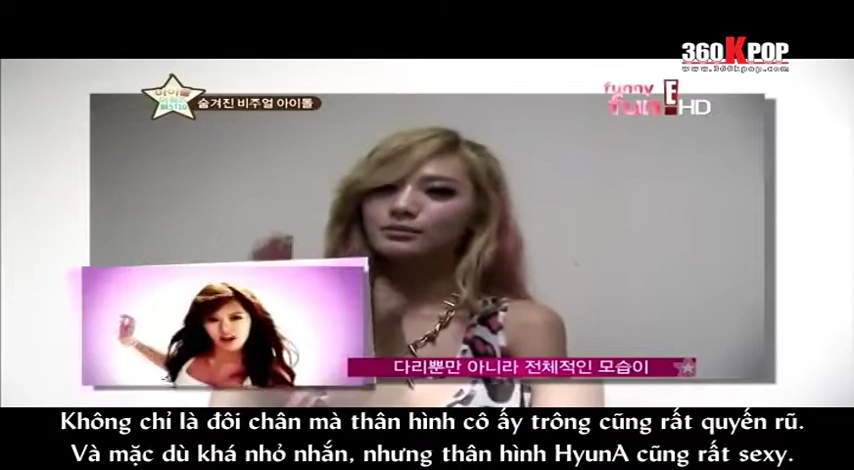 360KPOP
www.360kpop.com
숨겨진 비주얼 아이돌
funny
fun E! HD
다리뿐만 아니라 전체적인 모습이
Không chỉ là đôi chân mà thân hình cô ấy trông cũng rất quyến rũ.
Và mặc dù khá nhỏ nhắn, nhưng thân hình HyunA cũng rất sexy.